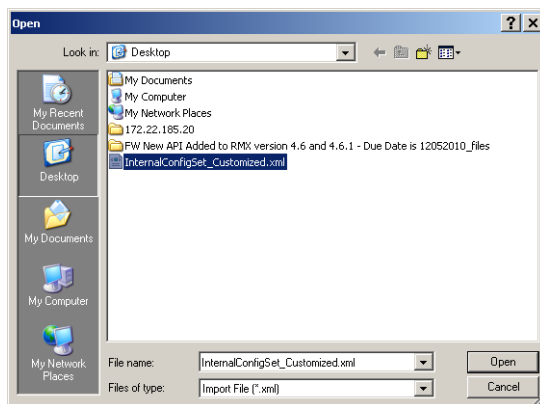 Open
Look in:
Desktop
My Recent
Documents
Desktop
My Documents
My Computer
My Network
Places
My Documents
My Computer
My Network Places
172.22.185.20
FW New API Added to RMX version 4.6 and 4.6.1 - Due Date is 12052010_files
InternalConfigSet_Customized.xml
File name:
InternalConfigSet_Customized.xml
Open
Files of type:
Import File (*.xml)
Cancel